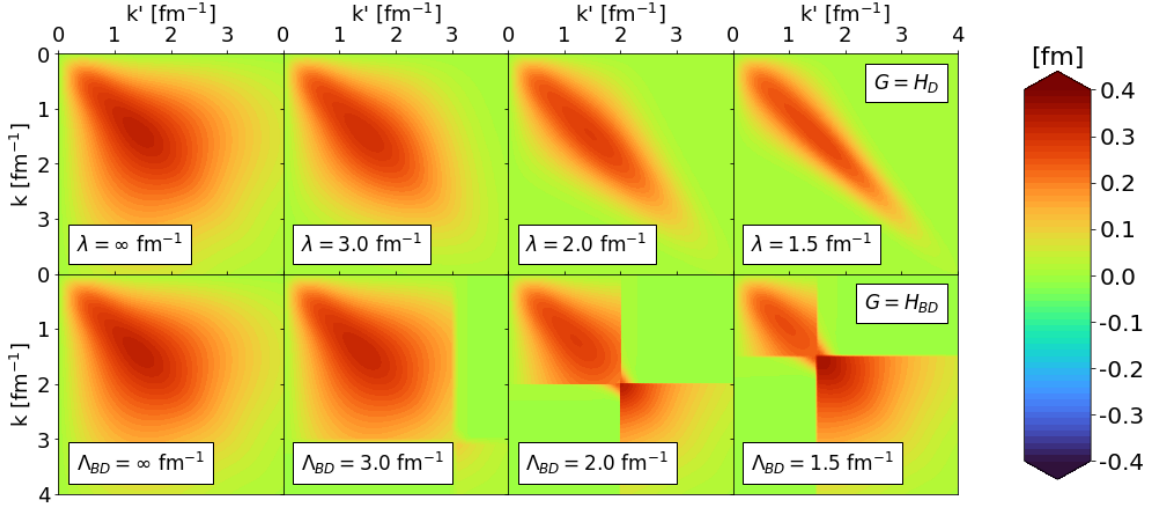 k' [fm⁻¹] k' [fm⁻¹] k' [fm⁻¹] k' [fm⁻¹]
0 1 2 3 0 1 2 3 0 1 2 3 0 1 2 3 4
[fm]
0
1
2
3
k [fm⁻¹]
G = H_D
λ = ∞ fm⁻¹
λ = 3.0 fm⁻¹
λ = 2.0 fm⁻¹
λ = 1.5 fm⁻¹
0
1
2
3
4
k [fm⁻¹]
G = H_BD
Λ_BD = ∞ fm⁻¹
Λ_BD = 3.0 fm⁻¹
Λ_BD = 2.0 fm⁻¹
Λ_BD = 1.5 fm⁻¹
0.4
0.3
0.2
0.1
0.0
-0.1
-0.2
-0.3
-0.4